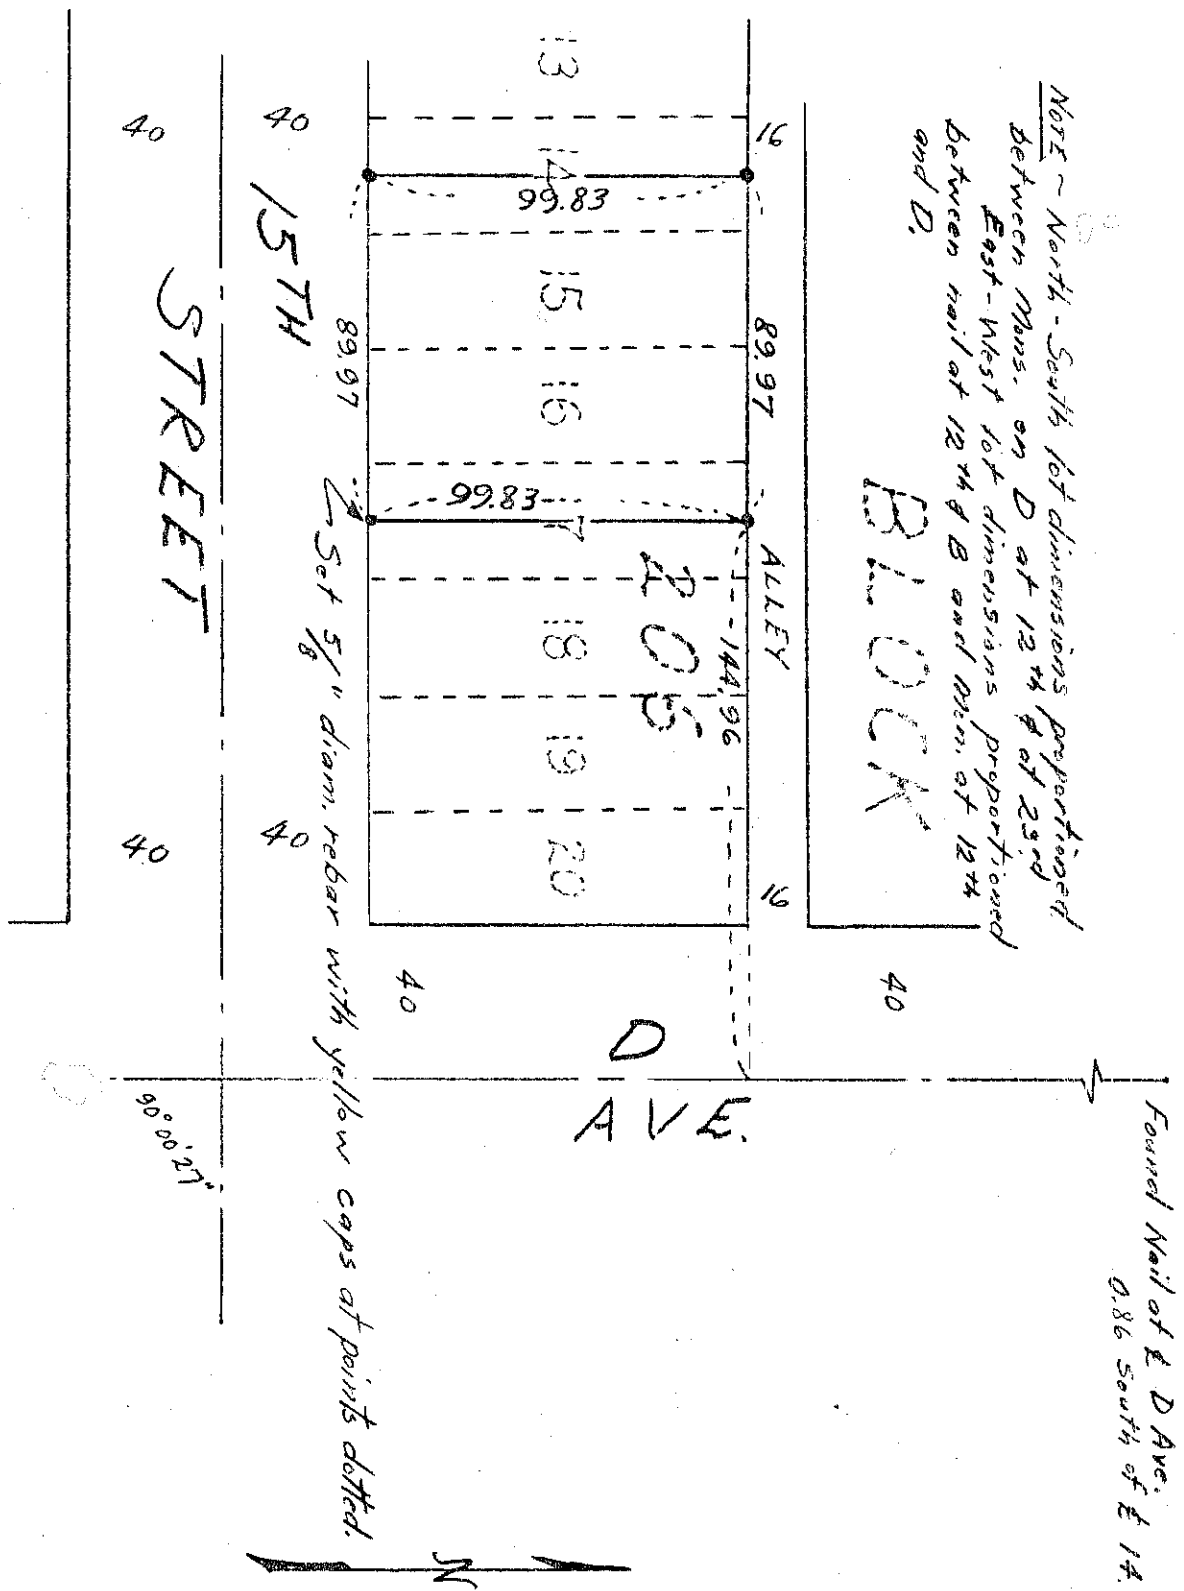 NOTE ~ North-South lot dimensions proportioned
between Mons. on D at 12th & at 23rd
East-West lot dimensions proportioned
between nail at 12th & B and Mon. at 12th
and D.
BLOCK
205
Found Nail at ℄ D Ave.
0.86 South of ℄ 14.
16
ALLEY
16
89.97
144.96
13
14
15
16
17
18
19
20
99.83
99.83
89.97
Set 5/8" diam. rebar with yellow caps at points dotted.
40
40
D
AVE.
40
15TH
40
STREET
40
40
90°00'27"
N